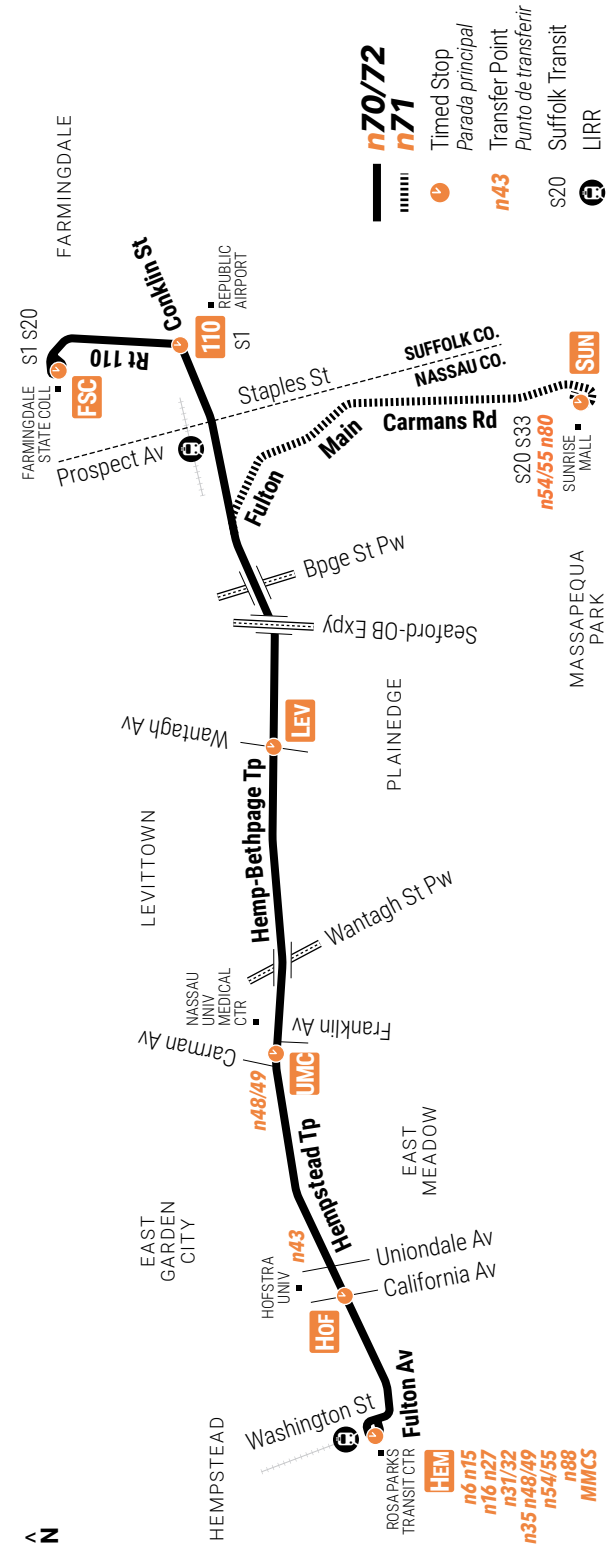 <
N
HEMPSTEAD
Washington St
ROSA PARKS
TRANSIT CTR
HEM
n6 n15
n16 n27
n31/32
n35 n48/49
n54/55
n88
MMCS
Fulton Av
HOF
HOFSTRA
UNIV
n43
California Av
Uniondale Av
Hempstead Tp
EAST
GARDEN
CITY
EAST
MEADOW
n48/49
Carman Av
UMC
Franklin Av
NASSAU
UNIV
MEDICAL
CTR
Wantagh St Pw
LEVITTOWN
Hemp-Bethpage Tp
Wantagh Av
LEV
PLAINEDGE
Seaford-OB Expy
Bpge St Pw
MASSAPEQUA
PARK
Fulton
Main
Carmans Rd
S20 S33
n54/55 n80
SUNRISE
MALL
SUN
Prospect Av
Staples St
SUFFOLK CO.
NASSAU CO.
FARMINGDALE
STATE COLL
FSC
S1 S20
Rt 110
Conklin St
110
S1
REPUBLIC
AIRPORT
FARMINGDALE
n70/72
n71
Timed Stop
Parada principal
n43 Transfer Point
Punto de transferir
S20 Suffolk Transit
LIRR